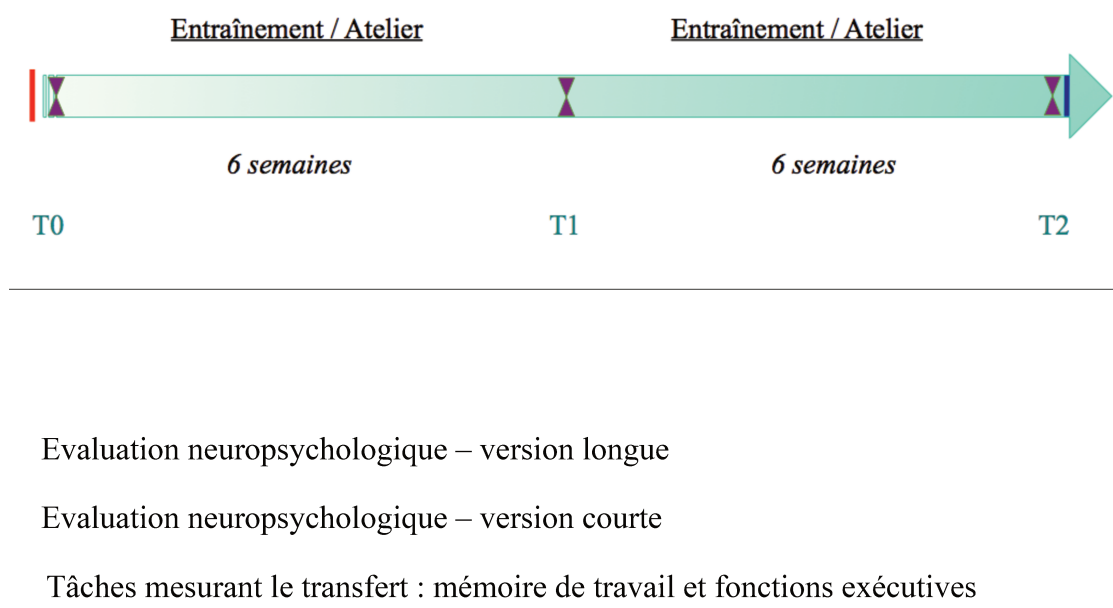 Entraînement / Atelier Entraînement / Atelier
6 semaines 6 semaines
T0 T1 T2
Evaluation neuropsychologique – version longue
Evaluation neuropsychologique – version courte
Tâches mesurant le transfert : mémoire de travail et fonctions exécutives